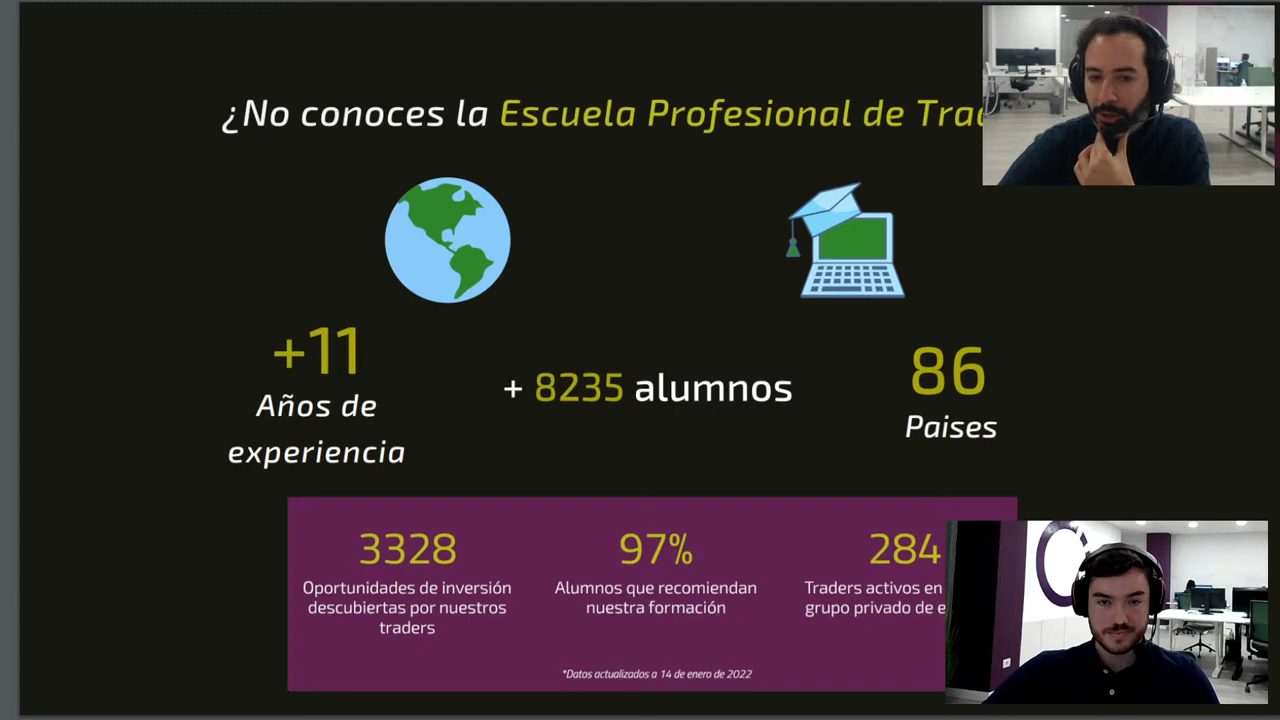 ¿No conoces la Escuela Profesional de
+11
Años de
experiencia
+ 8235 alumnos
86
Paises
3328
Oportunidades de inversión
descubiertas por nuestros
traders
97%
Alumnos que recomiendan
nuestra formación
284
Traders activos en
grupo privado de
*Datos actualizados a 14 de enero de 2022